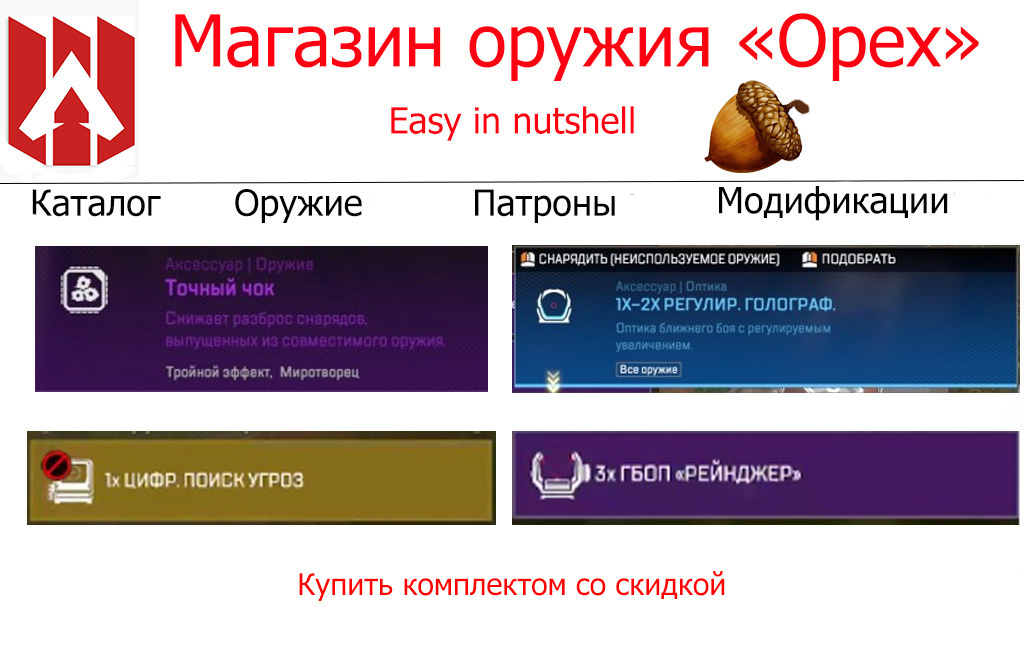 Магазин оружия «Орех»
Easy in nutshell
Каталог Оружие Патроны Модификации
Аксессуар | Оружие
Точный чок
Снижает разброс снарядов,
выпущенных из совместимого оружия.
Тройной эффект, Миротворец
СНАРЯДИТЬ (НЕИСПОЛЬЗУЕМОЕ ОРУЖИЕ) ПОДОБРАТЬ
Аксессуар | Оптика
1X–2X РЕГУЛИР. ГОЛОГРАФ.
Оптика ближнего боя с регулируемым
увеличением.
Все оружие
1x ЦИФР. ПОИСК УГРОЗ
3x ГБОП «РЕЙНДЖЕР»
Купить комплектом со скидкой